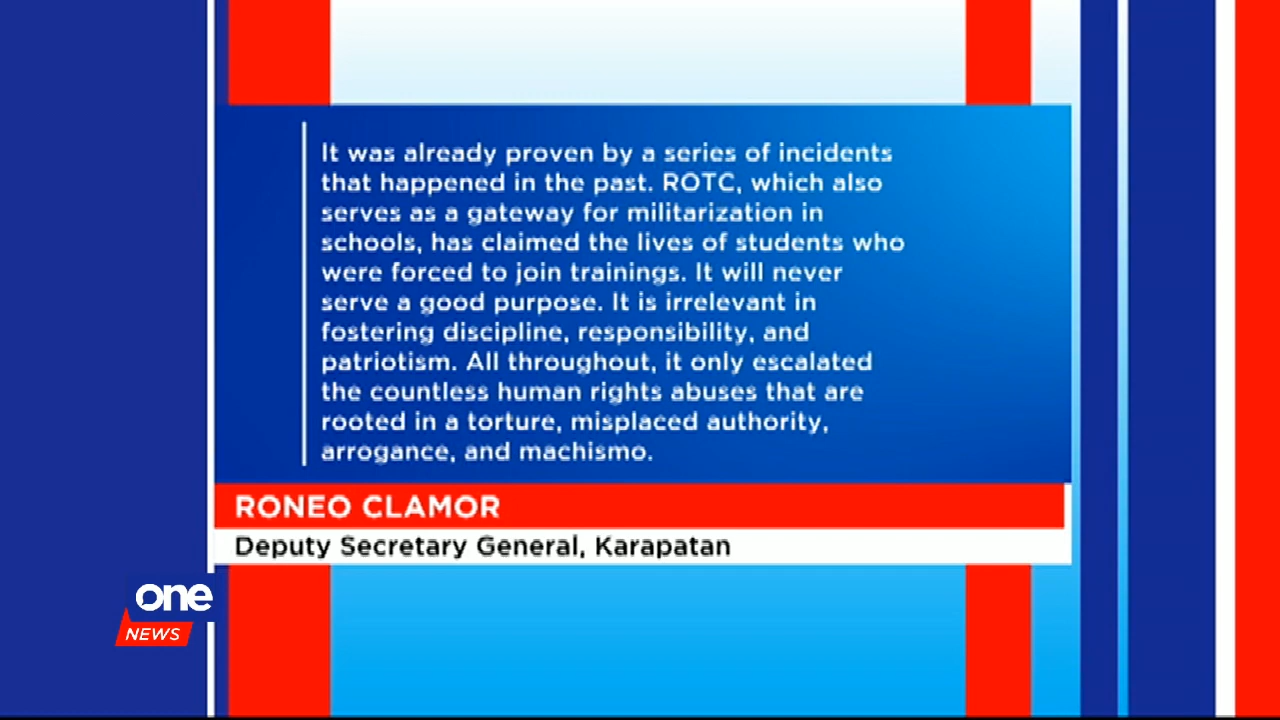 It was already proven by a series of incidents
that happened in the past. ROTC, which also
serves as a gateway for militarization in
schools, has claimed the lives of students who
were forced to join trainings. It will never
serve a good purpose. It is irrelevant in
fostering discipline, responsibility, and
patriotism. All throughout, it only escalated
the countless human rights abuses that are
rooted in a torture, misplaced authority,
arrogance, and machismo.
RONEO CLAMOR
Deputy Secretary General, Karapatan
one
NEWS